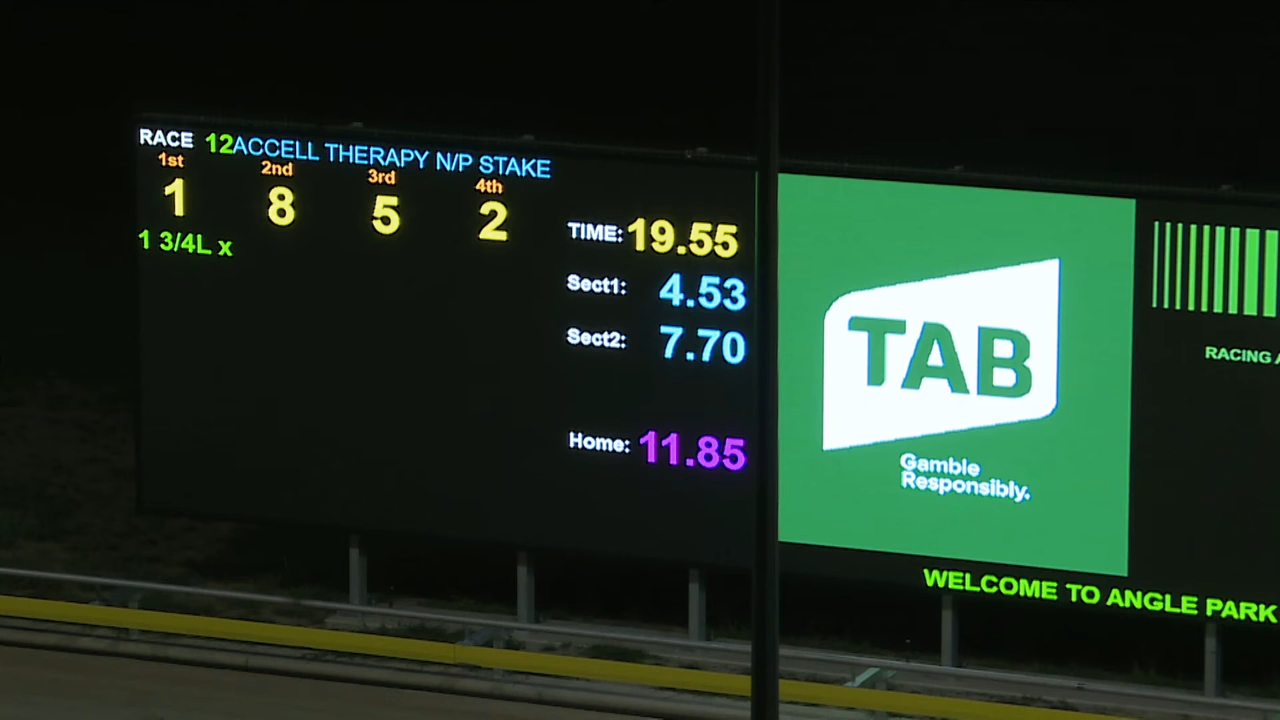 RACE 12ACCELL THERAPY N/P STAKE
1st 2nd 3rd 4th
1 8 5 2
1 3/4L x
TIME: 19.55
Sect1: 4.53
Sect2: 7.70
Home: 11.85
TAB
Gamble
Responsibly.
RACING
WELCOME TO ANGLE PARK